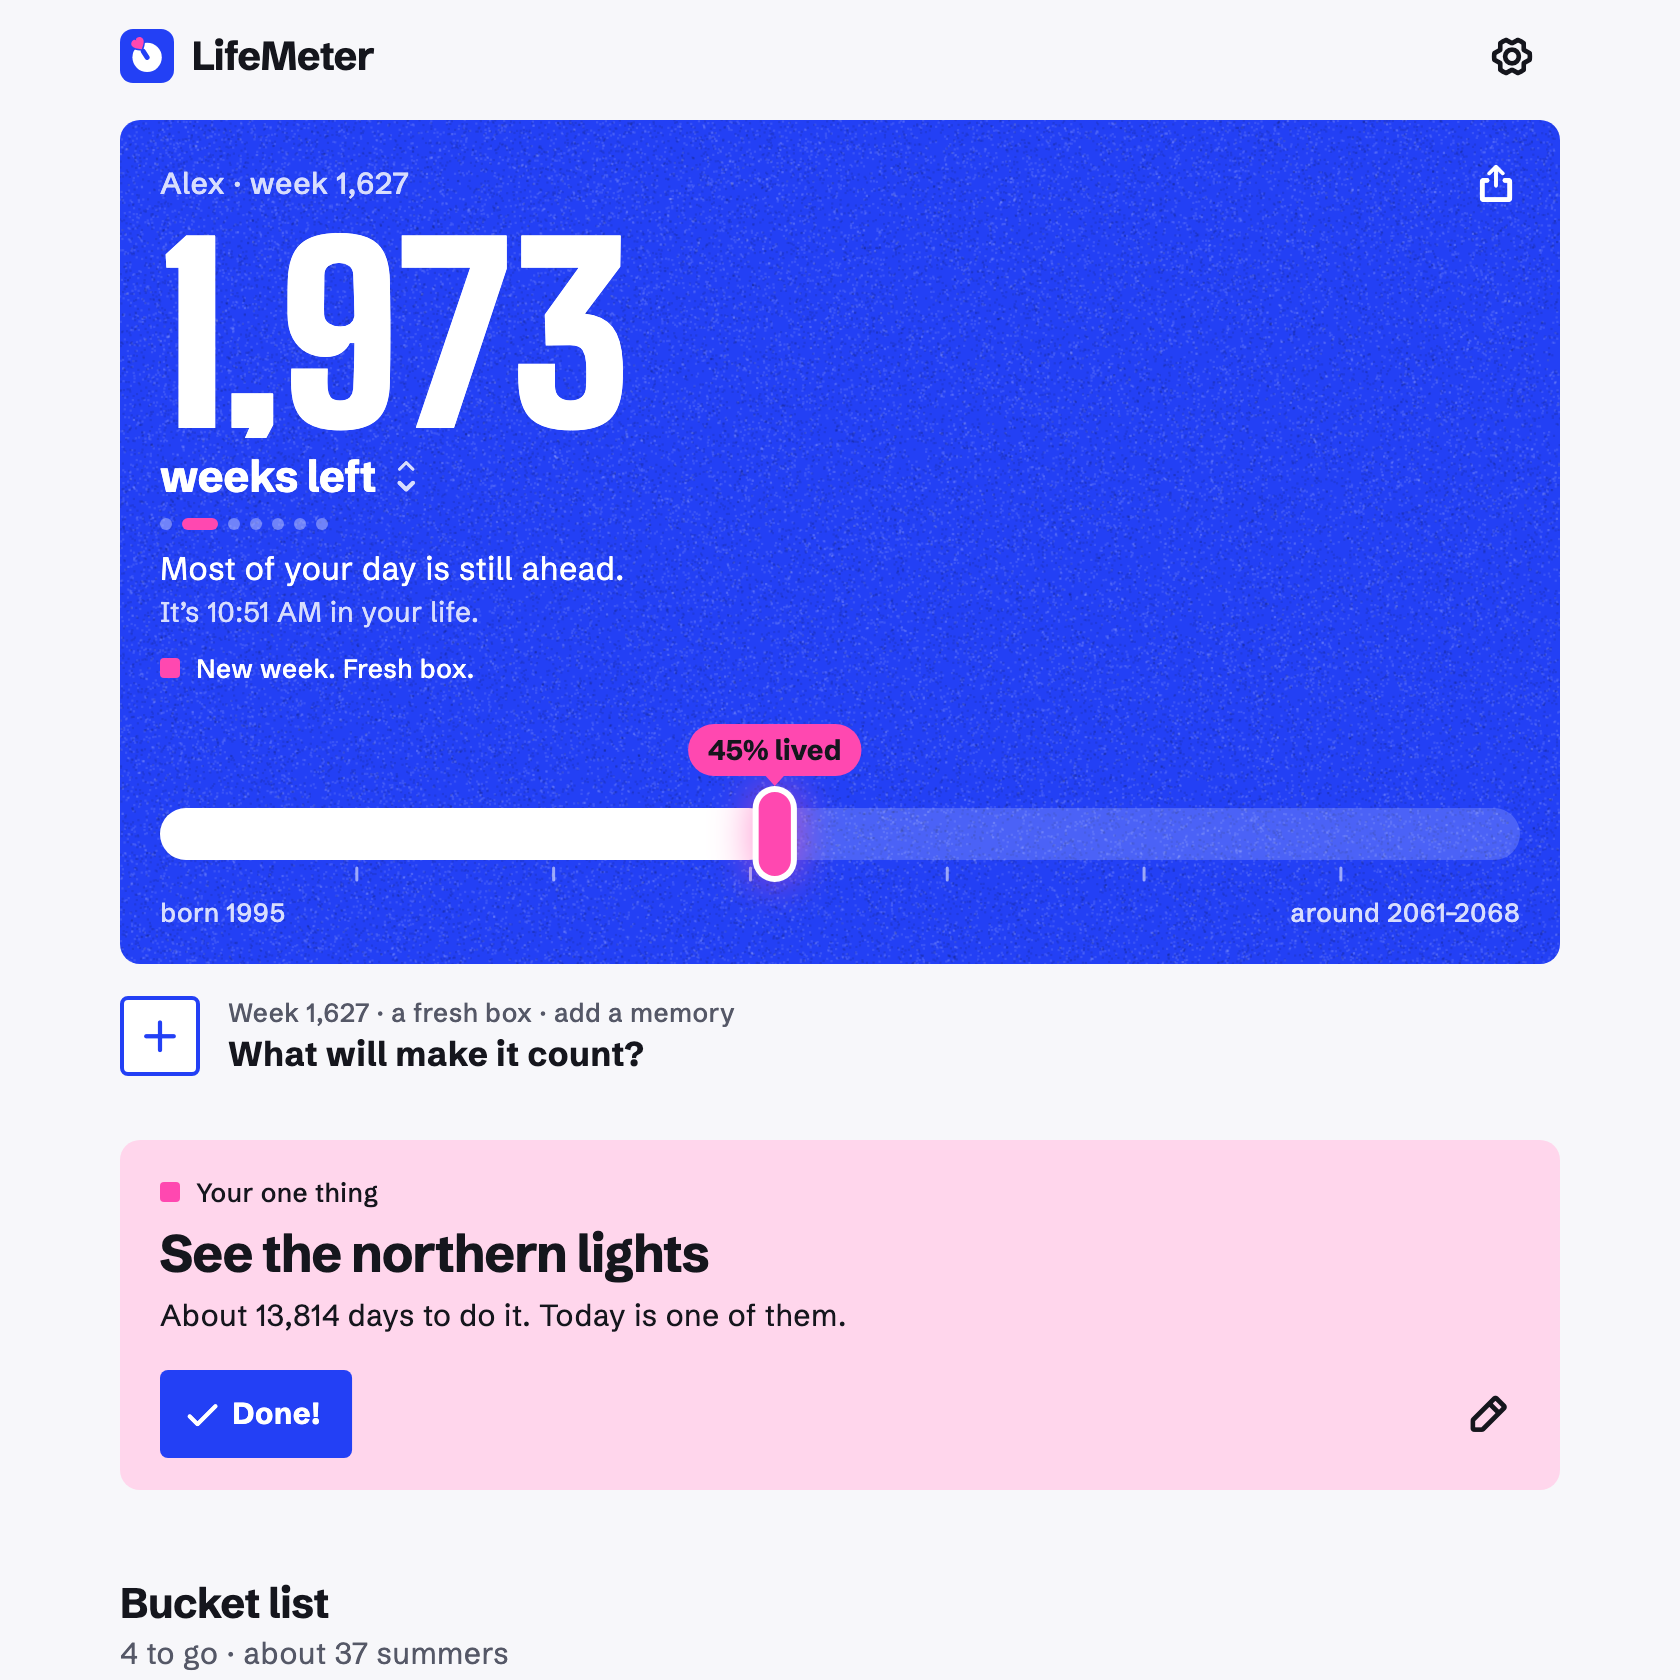 LifeMeter
Alex · week 1,627
1,973
weeks left
Most of your day is still ahead.
It’s 10:51 AM in your life.
New week. Fresh box.
45% lived
born 1995
around 2061–2068
Week 1,627 · a fresh box · add a memory
What will make it count?
Your one thing
See the northern lights
About 13,814 days to do it. Today is one of them.
Done!
Bucket list
4 to go · about 37 summers